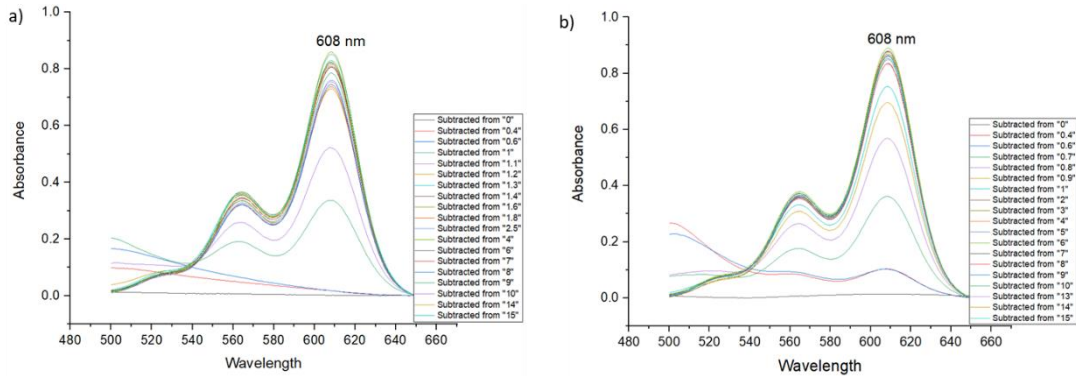 a)
608 nm
1.0
0.8
0.6
0.4
0.2
0.0
Absorbance
480 500 520 540 560 580 600 620 640 660
Wavelength
Subtracted from "0"
Subtracted from "0.4"
Subtracted from "0.6"
Subtracted from "1"
Subtracted from "1.1"
Subtracted from "1.2"
Subtracted from "1.3"
Subtracted from "1.4"
Subtracted from "1.6"
Subtracted from "1.8"
Subtracted from "2.5"
Subtracted from "4"
Subtracted from "6"
Subtracted from "7"
Subtracted from "8"
Subtracted from "9"
Subtracted from "10"
Subtracted from "14"
Subtracted from "15"
b)
608 nm
1.0
0.8
0.6
0.4
0.2
0.0
Absorbance
480 500 520 540 560 580 600 620 640 660
Wavelength
Subtracted from "0"
Subtracted from "0.4"
Subtracted from "0.6"
Subtracted from "0.7"
Subtracted from "0.8"
Subtracted from "0.9"
Subtracted from "1"
Subtracted from "2"
Subtracted from "3"
Subtracted from "4"
Subtracted from "5"
Subtracted from "6"
Subtracted from "7"
Subtracted from "8"
Subtracted from "9"
Subtracted from "10"
Subtracted from "13"
Subtracted from "14"
Subtracted from "15"